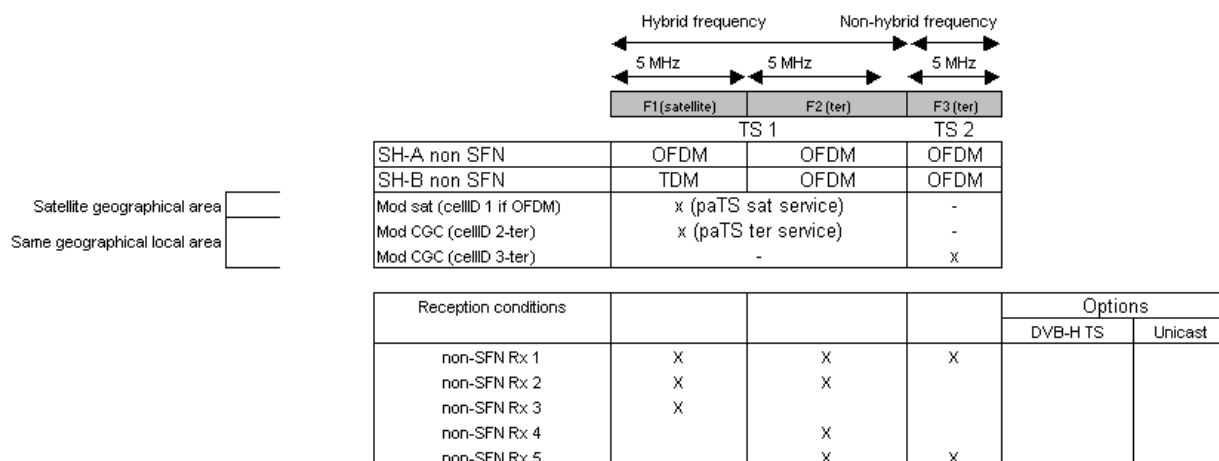 Hybrid frequency Non-hybrid frequency
5 MHz 5 MHz 5 MHz
F1(satellite) F2 (ter) F3 (ter)
TS 1 TS 2
SH-A non SFN OFDM OFDM OFDM
SH-B non SFN TDM OFDM OFDM
Satellite geographical area Mod sat (cellID 1 if OFDM) x (paTS sat service) -
Same geographical local area Mod CGC (cellID 2-ter) x (paTS ter service) -
Mod CGC (cellID 3-ter) - x
Reception conditions Options
DVB-H TS Unicast
non-SFN Rx 1 X X X
non-SFN Rx 2 X X
non-SFN Rx 3 X
non-SFN Rx 4 X
non-SFN Rx 5 X X